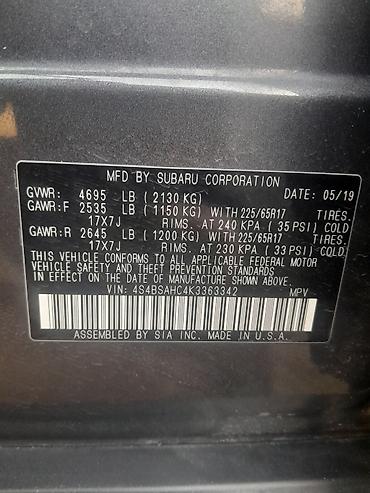 MFD BY SUBARU CORPORATION
GVWR: 4695 LB (2130 KG) DATE: 05/19
GAWR:F 2535 LB (1150 KG) WITH 225/65R17 TIRES.
17X7J RIMS. AT 240 KPA (35 PSI) COLD
GAWR:R 2645 LB (1200 KG) WITH 225/65R17 TIRES.
17X7J RIMS. AT 230 KPA (33 PSI) COLD
THIS VEHICLE CONFORMS TO ALL APPLICABLE FEDERAL MOTOR
VEHICLE SAFETY AND THEFT PREVENTION STANDARDS IN
EFFECT ON THE DATE OF MANUFACTURE SHOWN ABOVE.
VIN: 4S4BSAHC4K3363342 MPV
ASSEMBLED BY SIA INC. MADE IN U.S.A.